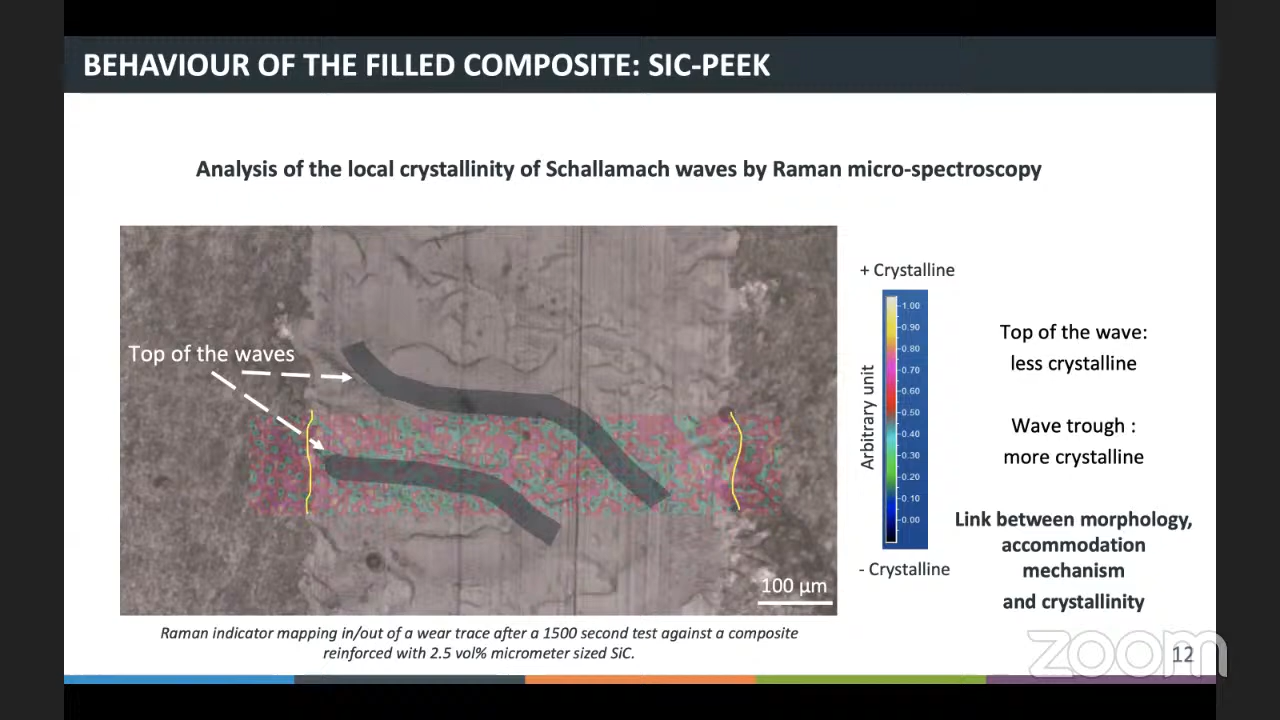 BEHAVIOUR OF THE FILLED COMPOSITE: SIC-PEEK
Analysis of the local crystallinity of Schallamach waves by Raman micro-spectroscopy
Top of the waves
100 µm
+ Crystalline
Arbitrary unit
1.00
0.90
0.80
0.70
0.60
0.50
0.40
0.30
0.20
0.10
0.00
- Crystalline
Top of the wave:
less crystalline
Wave trough :
more crystalline
Link between morphology,
accommodation
mechanism
and crystallinity
Raman indicator mapping in/out of a wear trace after a 1500 second test against a composite
reinforced with 2.5 vol% micrometer sized SiC.
zoom
12